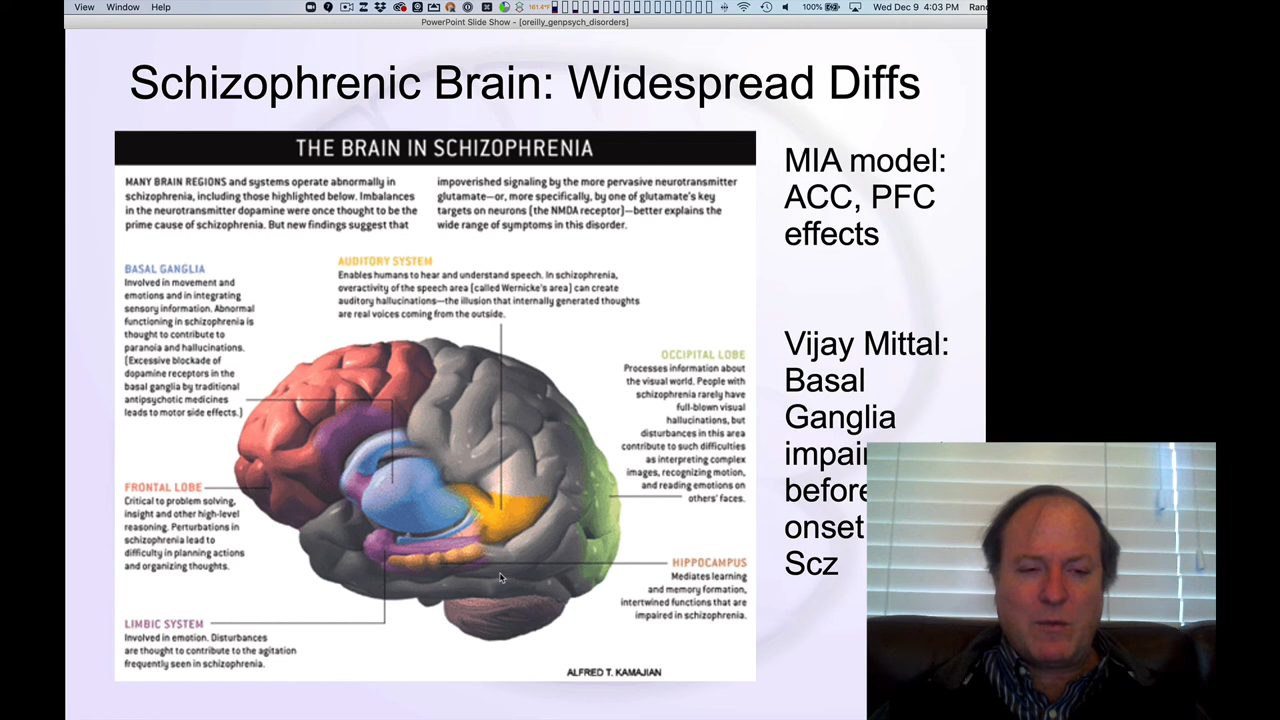 View Window Help 161.4°F 100% Wed Dec 9 4:03 PM Ran
PowerPoint Slide Show - [oreilly_genpsych_disorders]
Schizophrenic Brain: Widespread Diffs
THE BRAIN IN SCHIZOPHRENIA
MANY BRAIN REGIONS and systems operate abnormally in
schizophrenia, including those highlighted below. Imbalances
in the neurotransmitter dopamine were once thought to be the
prime cause of schizophrenia. But new findings suggest that
impoverished signaling by the more pervasive neurotransmitter
glutamate—or, more specifically, by one of glutamate's key
targets on neurons (the NMDA receptor)—better explains the
wide range of symptoms in this disorder.
BASAL GANGLIA
Involved in movement and
emotions and in integrating
sensory information. Abnormal
functioning in schizophrenia is
thought to contribute to
paranoia and hallucinations.
(Excessive blockade of
dopamine receptors in the
basal ganglia by traditional
antipsychotic medicines
leads to motor side effects.)
AUDITORY SYSTEM
Enables humans to hear and understand speech. In schizophrenia,
overactivity of the speech area (called Wernicke's area) can create
auditory hallucinations—the illusion that internally generated thoughts
are real voices coming from the outside.
OCCIPITAL LOBE
Processes information about
the visual world. People with
schizophrenia rarely have
full-blown visual
hallucinations, but
disturbances in this area
contribute to such difficulties
as interpreting complex
images, recognizing motion,
and reading emotions on
others' faces.
FRONTAL LOBE
Critical to problem solving,
insight and other high-level
reasoning. Perturbations in
schizophrenia lead to
difficulty in planning actions
and organizing thoughts.
HIPPOCAMPUS
Mediates learning
and memory formation,
intertwined functions that are
impaired in schizophrenia.
LIMBIC SYSTEM
Involved in emotion. Disturbances
are thought to contribute to the agitation
frequently seen in schizophrenia.
ALFRED T. KAMAJIAN
MIA model:
ACC, PFC
effects
Vijay Mittal:
Basal
Ganglia
impair
before
onset
Scz